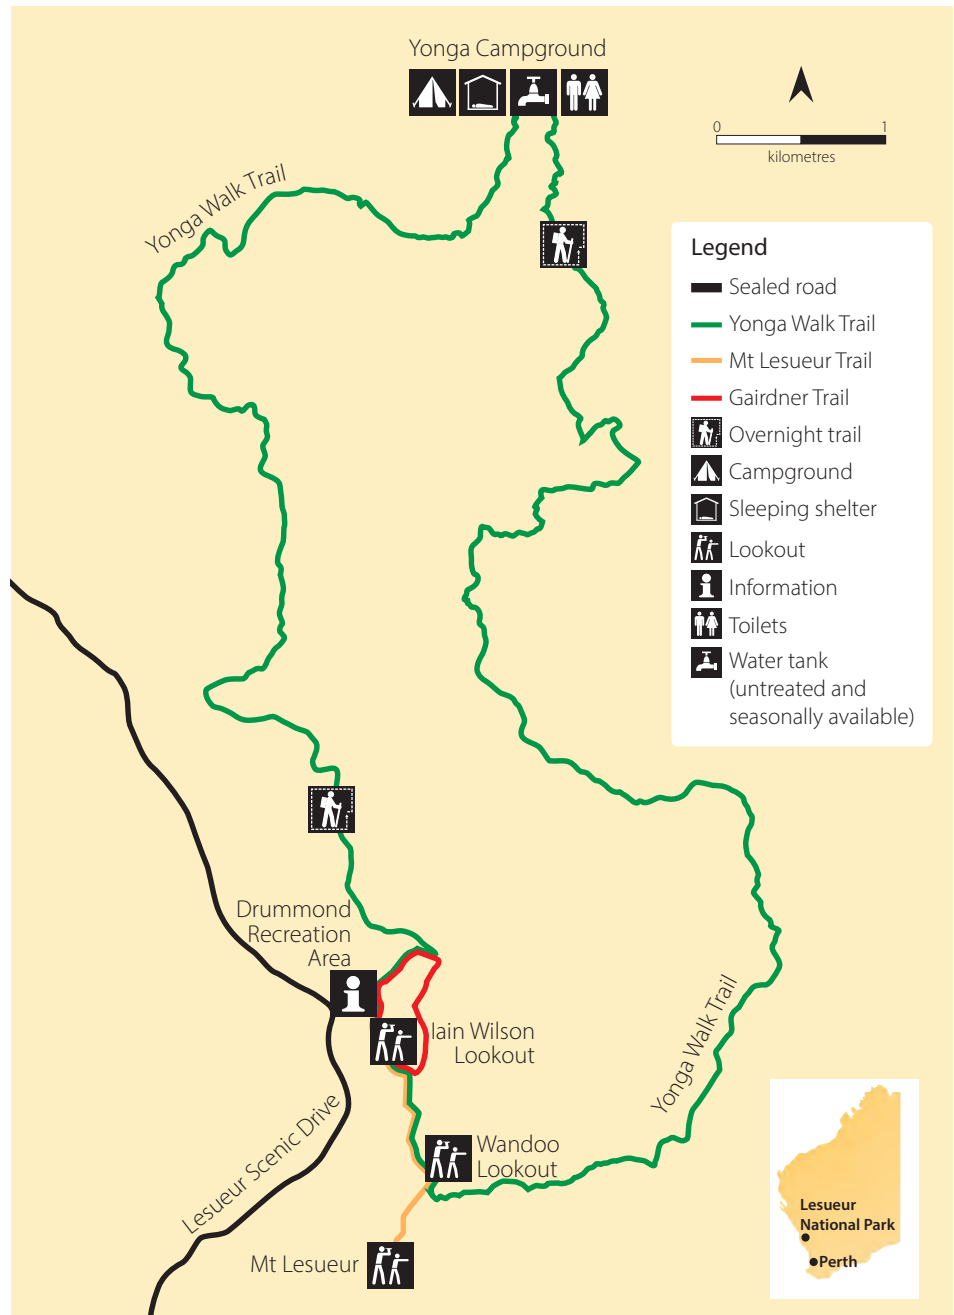 Yonga Campground
0
1
kilometres
Yonga Walk Trail
Legend
Sealed road
Yonga Walk Trail
Mt Lesueur Trail
Gairdner Trail
Overnight trail
Campground
Sleeping shelter
Lookout
Information
Toilets
Water tank
(untreated and
seasonally available)
Drummond
Recreation
Area
Iain Wilson
Lookout
Yonga Walk Trail
Lesueur Scenic Drive
Wandoo
Lookout
Mt Lesueur
Lesueur
National Park
Perth